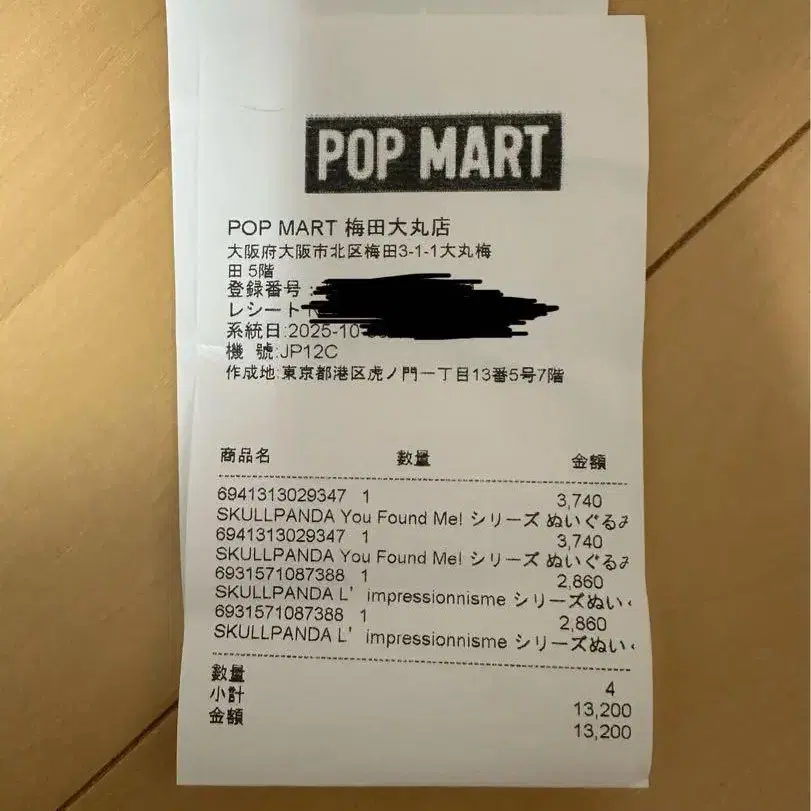 POP MART
POP MART 梅田大丸店
大阪府大阪市北区梅田3-1-1大丸梅
田 5階
登録番号:
レシート
系統日:2025-10
機 號:JP12C
作成地:東京都港区虎ノ門一丁目13番5号7階
商品名 数量 金額
6941313029347 1 3,740
SKULLPANDA You Found Me! シリーズ ぬいぐるみ
6941313029347 1 3,740
SKULLPANDA You Found Me! シリーズ ぬいぐるみ
6931571087388 1 2,860
SKULLPANDA L' impressionnisme シリーズぬい
6931571087388 1 2,860
SKULLPANDA L' impressionnisme シリーズぬい
数量 4
小計 13,200
金額 13,200